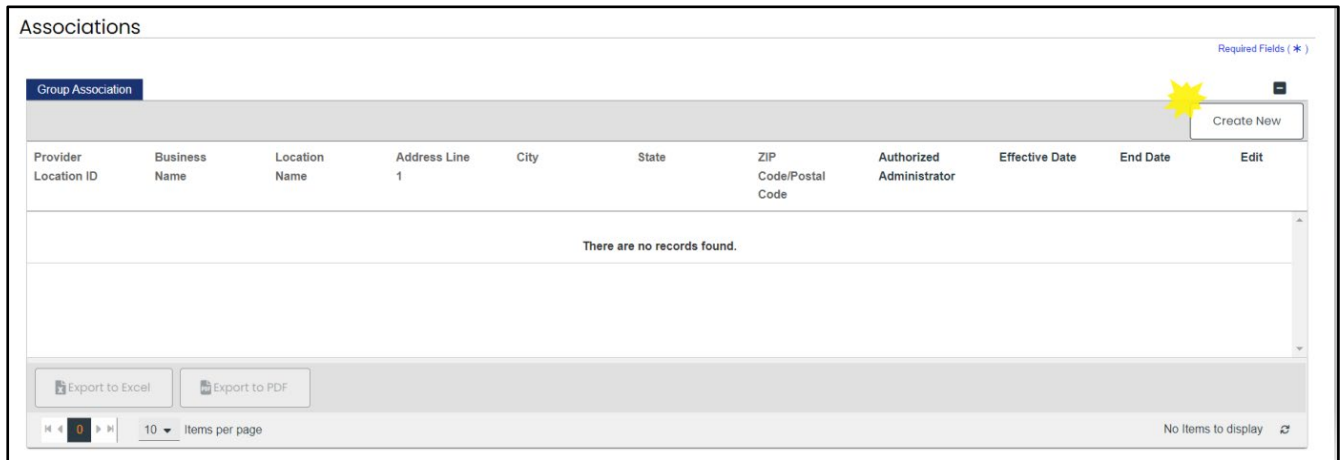 Associations
Required Fields ( * )
Group Association
Create New
Provider Location ID Business Name Location Name Address Line 1 City State ZIP Code/Postal Code Authorized Administrator Effective Date End Date Edit
There are no records found.
Export to Excel Export to PDF
0 10 Items per page No Items to display